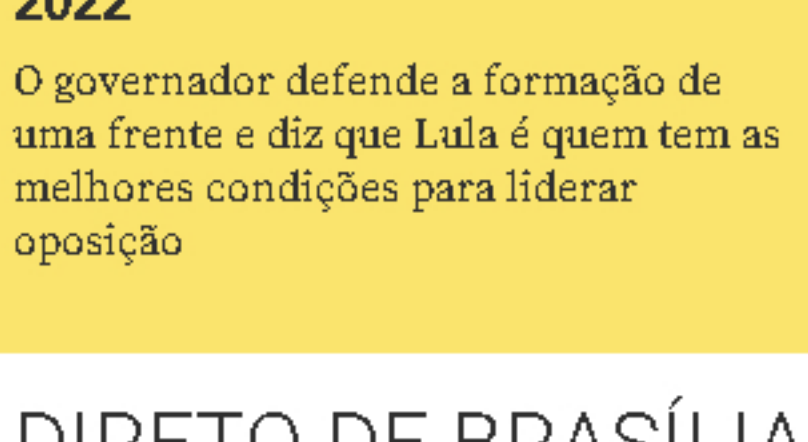 2022
O governador defende a formação de
uma frente e diz que Lula é quem tem as
melhores condições para liderar
oposição
DIRETO DE BRASÍLIA